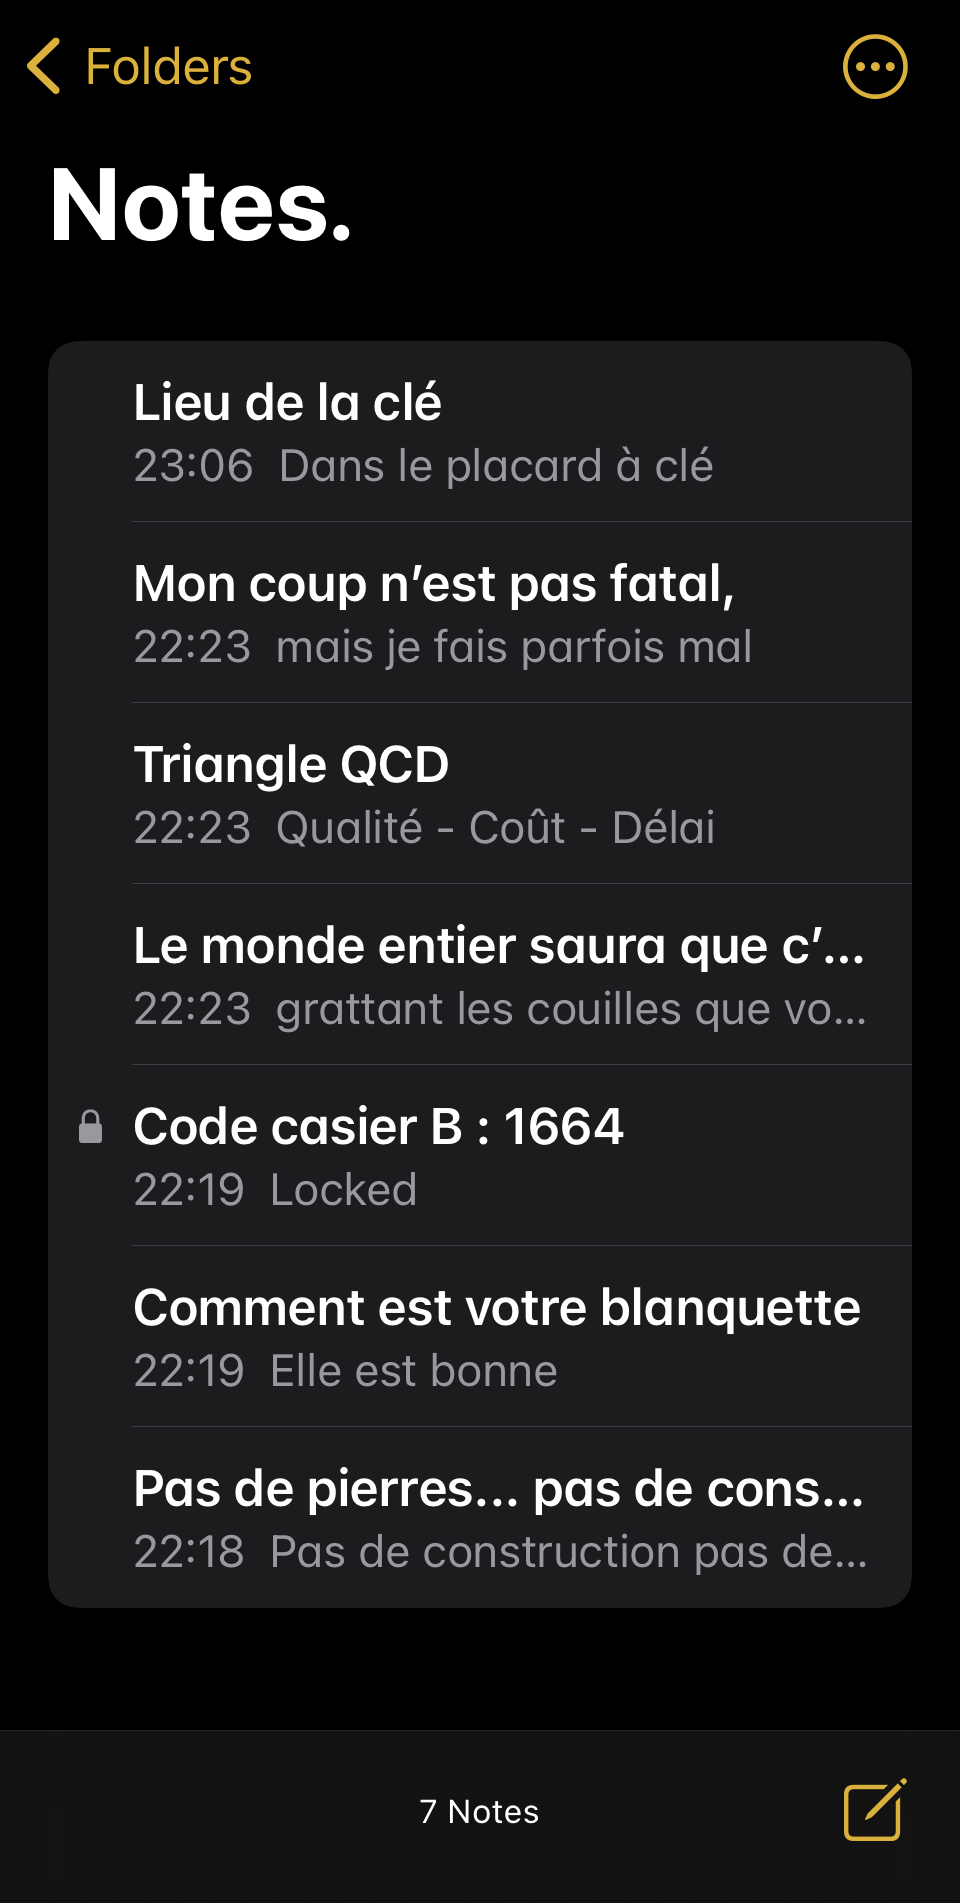 Folders
Notes.
Lieu de la clé
23:06 Dans le placard à clé
Mon coup n’est pas fatal,
22:23 mais je fais parfois mal
Triangle QCD
22:23 Qualité - Coût - Délai
Le monde entier saura que c’...
22:23 grattant les couilles que vo...
Code casier B : 1664
22:19 Locked
Comment est votre blanquette
22:19 Elle est bonne
Pas de pierres... pas de cons...
22:18 Pas de construction pas de...
7 Notes